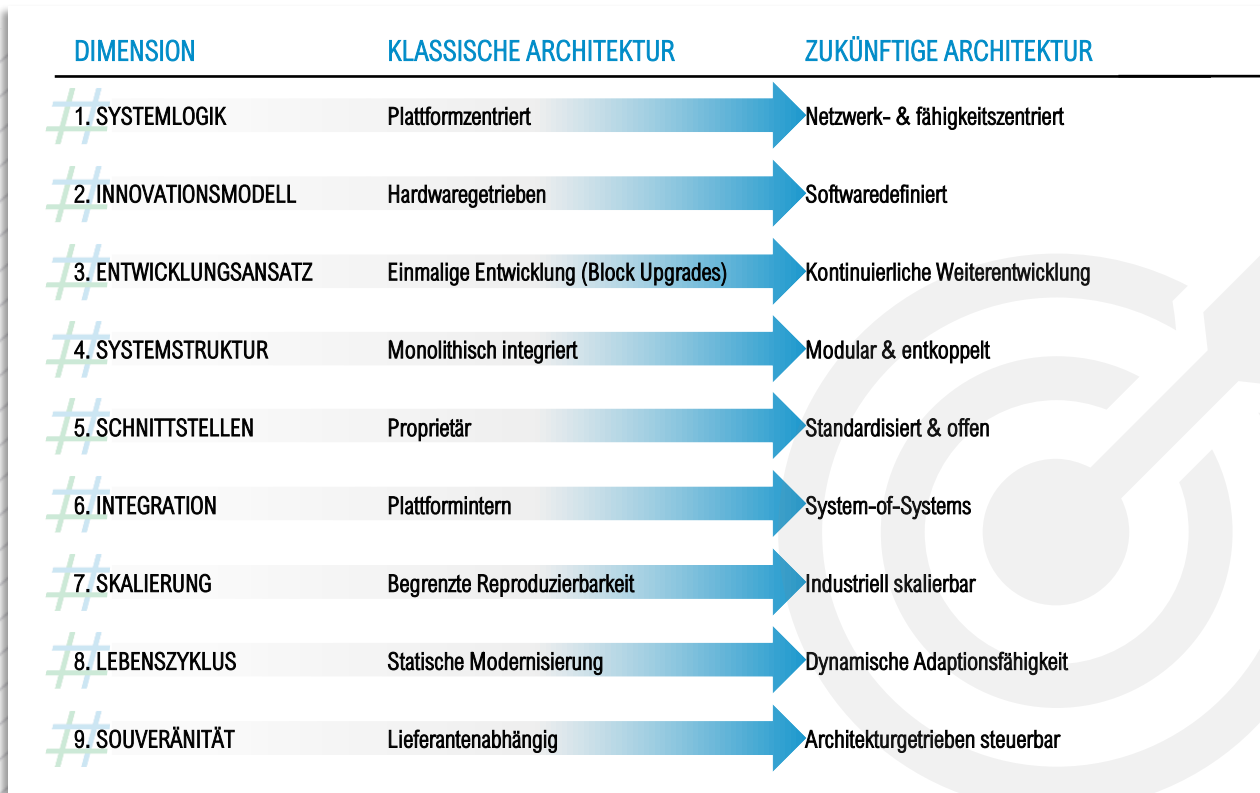 DIMENSION KLASSISCHE ARCHITEKTUR ZUKÜNFTIGE ARCHITEKTUR
1. SYSTEMLOGIK Plattformzentriert Netzwerk- & fähigkeitszentriert
2. INNOVATIONSMODELL Hardwaregetrieben Softwaredefiniert
3. ENTWICKLUNGSANSATZ Einmalige Entwicklung (Block Upgrades) Kontinuierliche Weiterentwicklung
4. SYSTEMSTRUKTUR Monolithisch integriert Modular & entkoppelt
5. SCHNITTSTELLEN Proprietär Standardisiert & offen
6. INTEGRATION Plattformintern System-of-Systems
7. SKALIERUNG Begrenzte Reproduzierbarkeit Industriell skalierbar
8. LEBENSZYKLUS Statische Modernisierung Dynamische Adaptionsfähigkeit
9. SOUVERÄNITÄT Lieferantenabhängig Architekturgetrieben steuerbar